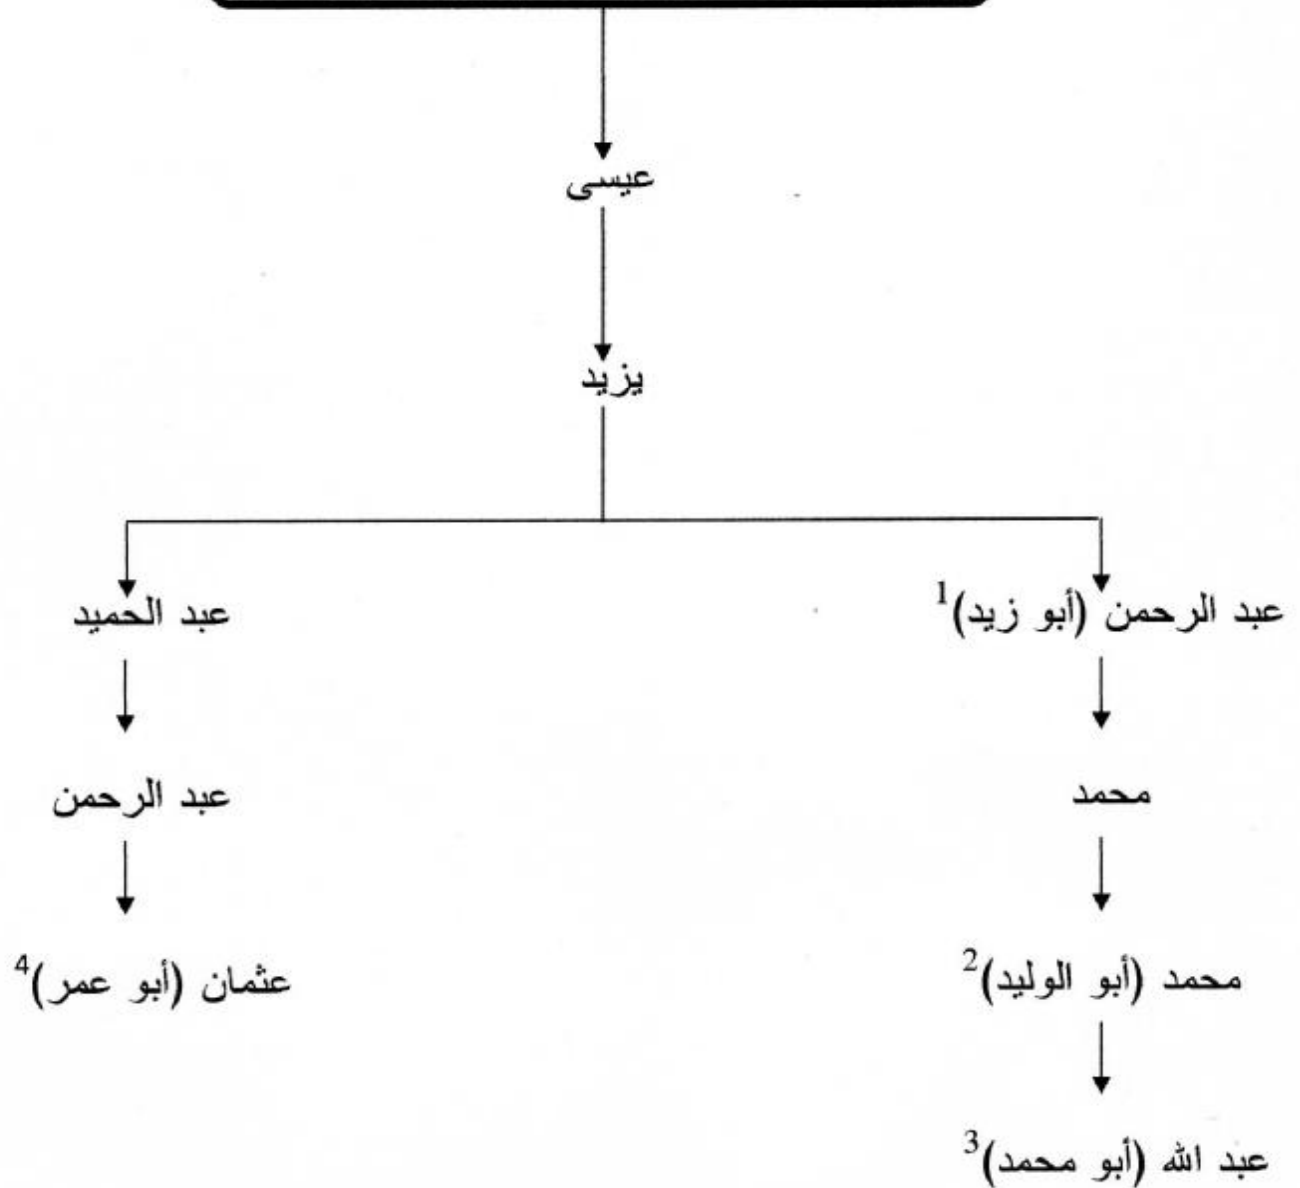 عيسى
يزيد
عبد الرحمن (أبو زيد)1
عبد الحميد
محمد
عبد الرحمن
محمد (أبو الوليد)2
عثمان (أبو عمر)4
عبد الله (أبو محمد)3